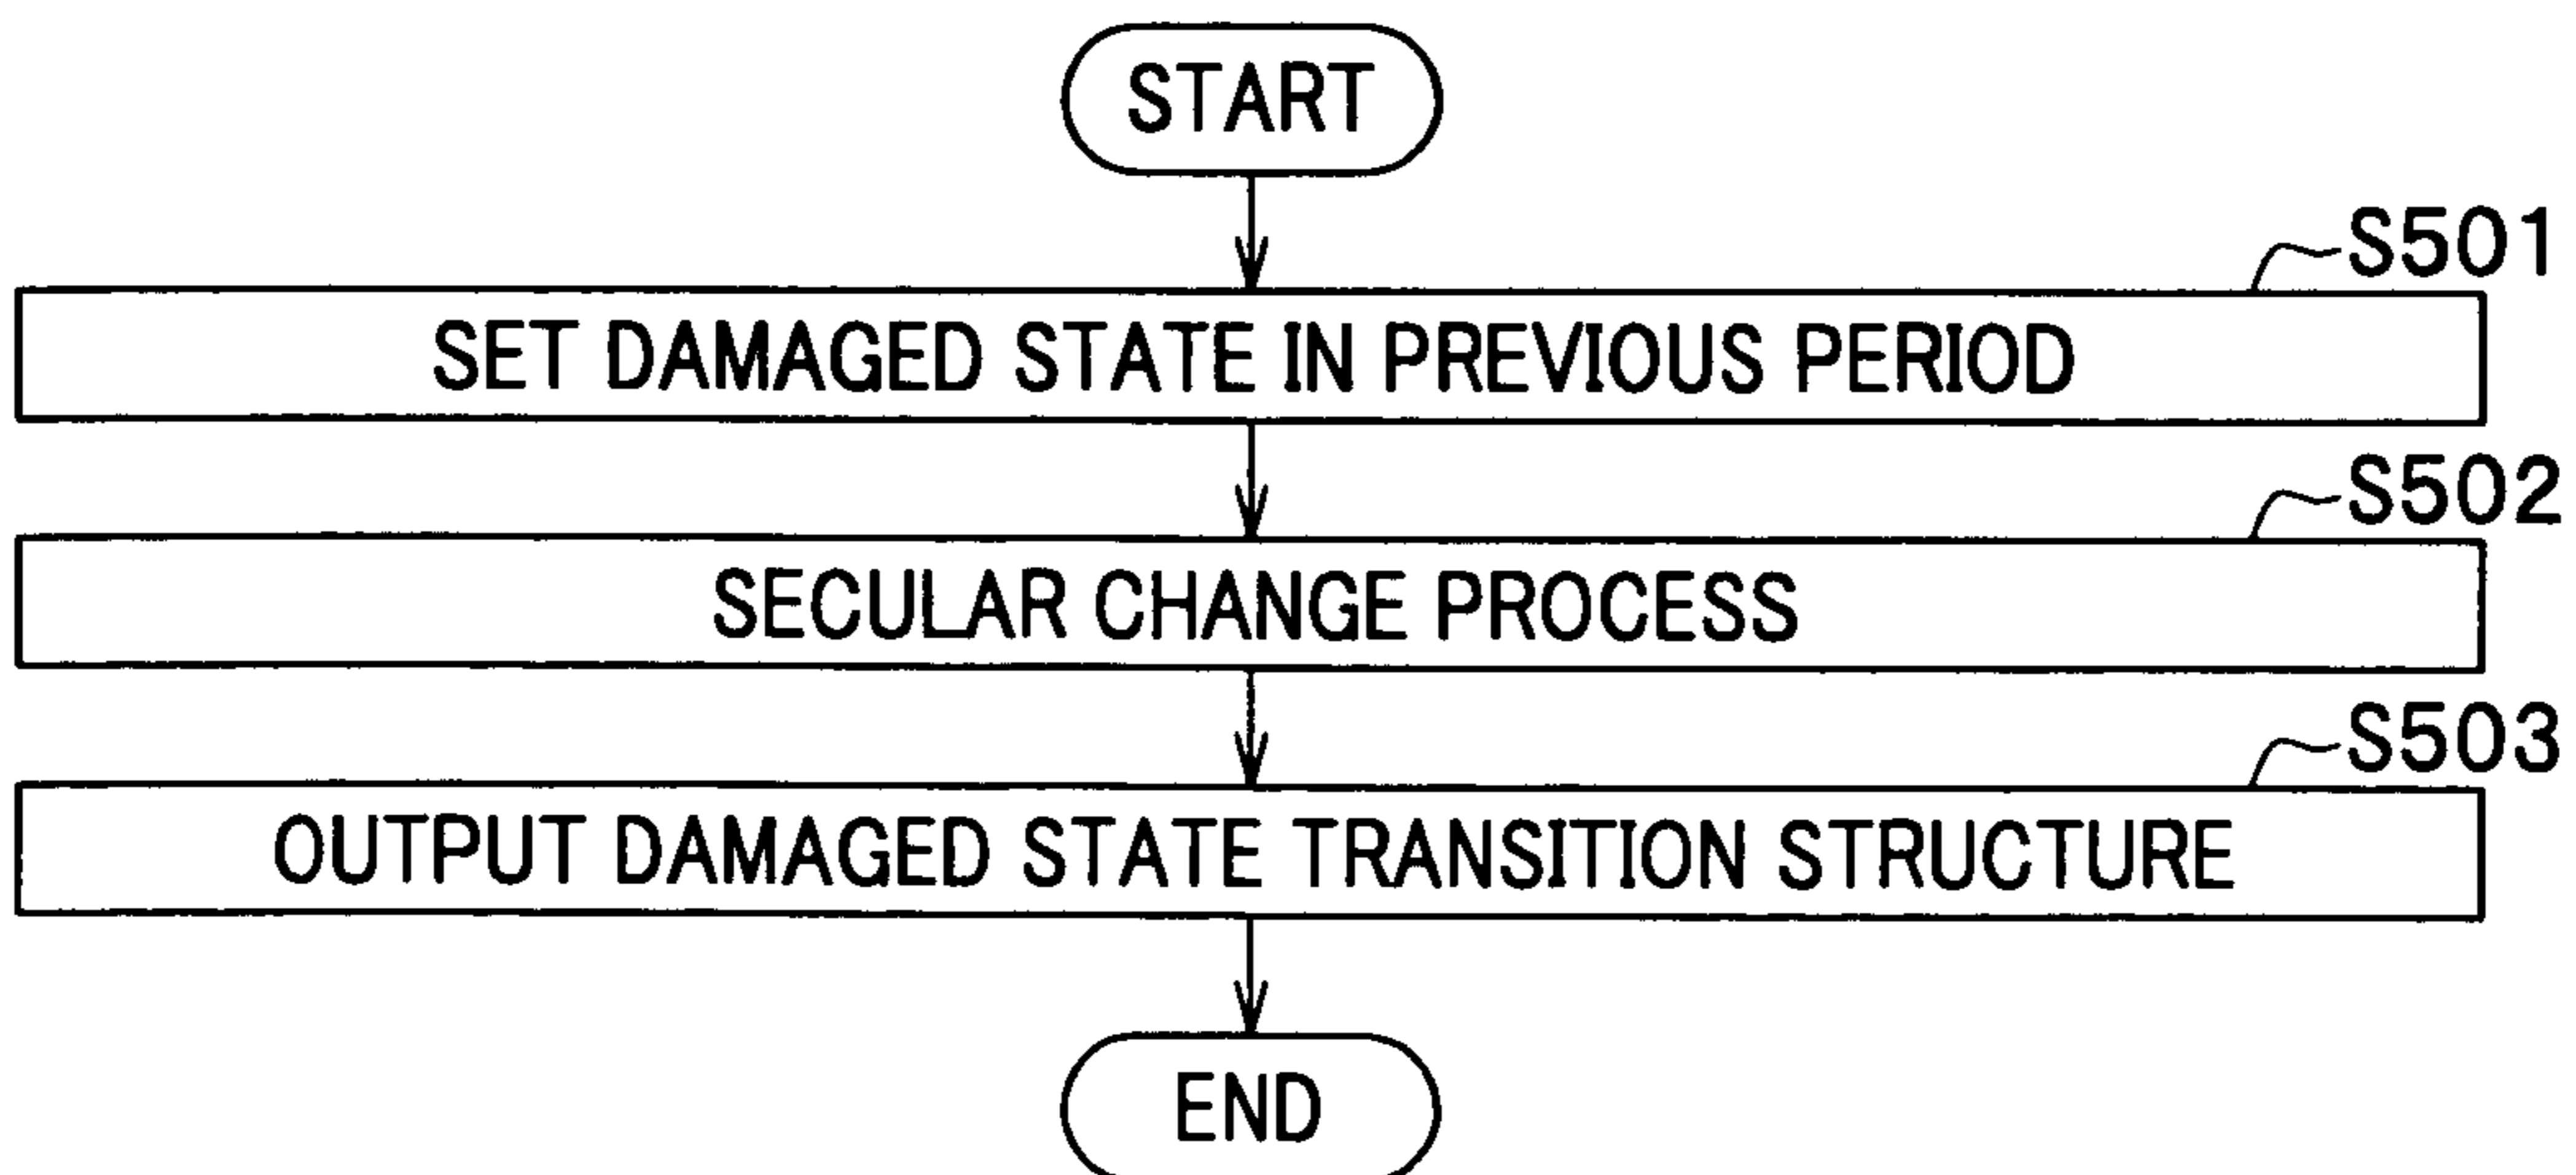 START
S501
SET DAMAGED STATE IN PREVIOUS PERIOD
S502
SECULAR CHANGE PROCESS
S503
OUTPUT DAMAGED STATE TRANSITION STRUCTURE
END